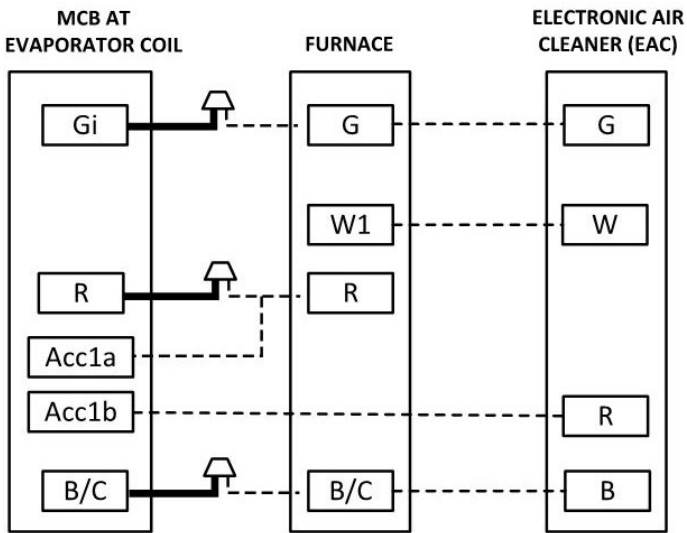 MCB AT
EVAPORATOR COIL
FURNACE
ELECTRONIC AIR
CLEANER (EAC)
Gi
G
G
W1
W
R
R
Acc1a
Acc1b
R
B/C
B/C
B